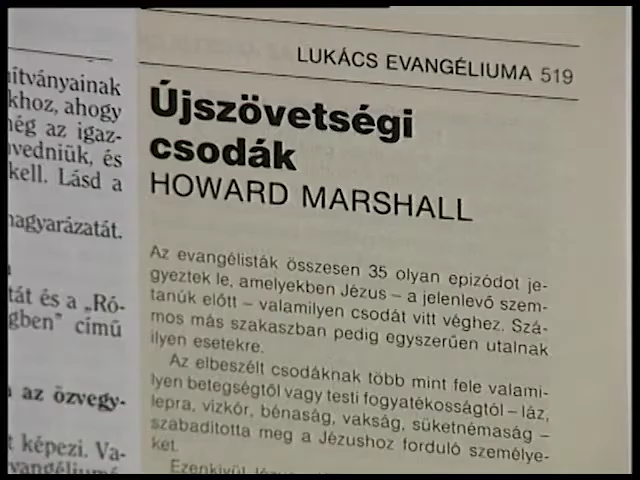 LUKÁCS EVANGÉLIUMA 519
ítványainak
khoz, ahogy
még az igaz-
vedniük, és
kell. Lásd a
magyarázatát.
tát és a „Ró-
gben” című
az özvegy-
képezi. Va-
Újszövetségi
csodák
HOWARD MARSHALL
Az evangélisták összesen 35 olyan epizódot je-
gyeztek le, amelyekben Jézus – a jelenlevő szem-
tanúk előtt – valamilyen csodát vitt véghez. Szá-
mos más szakaszban pedig egyszerűen utalnak
ilyen esetekre.
Az elbeszélt csodáknak több mint fele valami-
lyen betegségtől vagy testi fogyatékosságtól – láz,
lepra, vízkór, bénaság, vakság, süketnémaság –
szabadította meg a Jézushoz forduló személye-
ket.
Ezenkívül